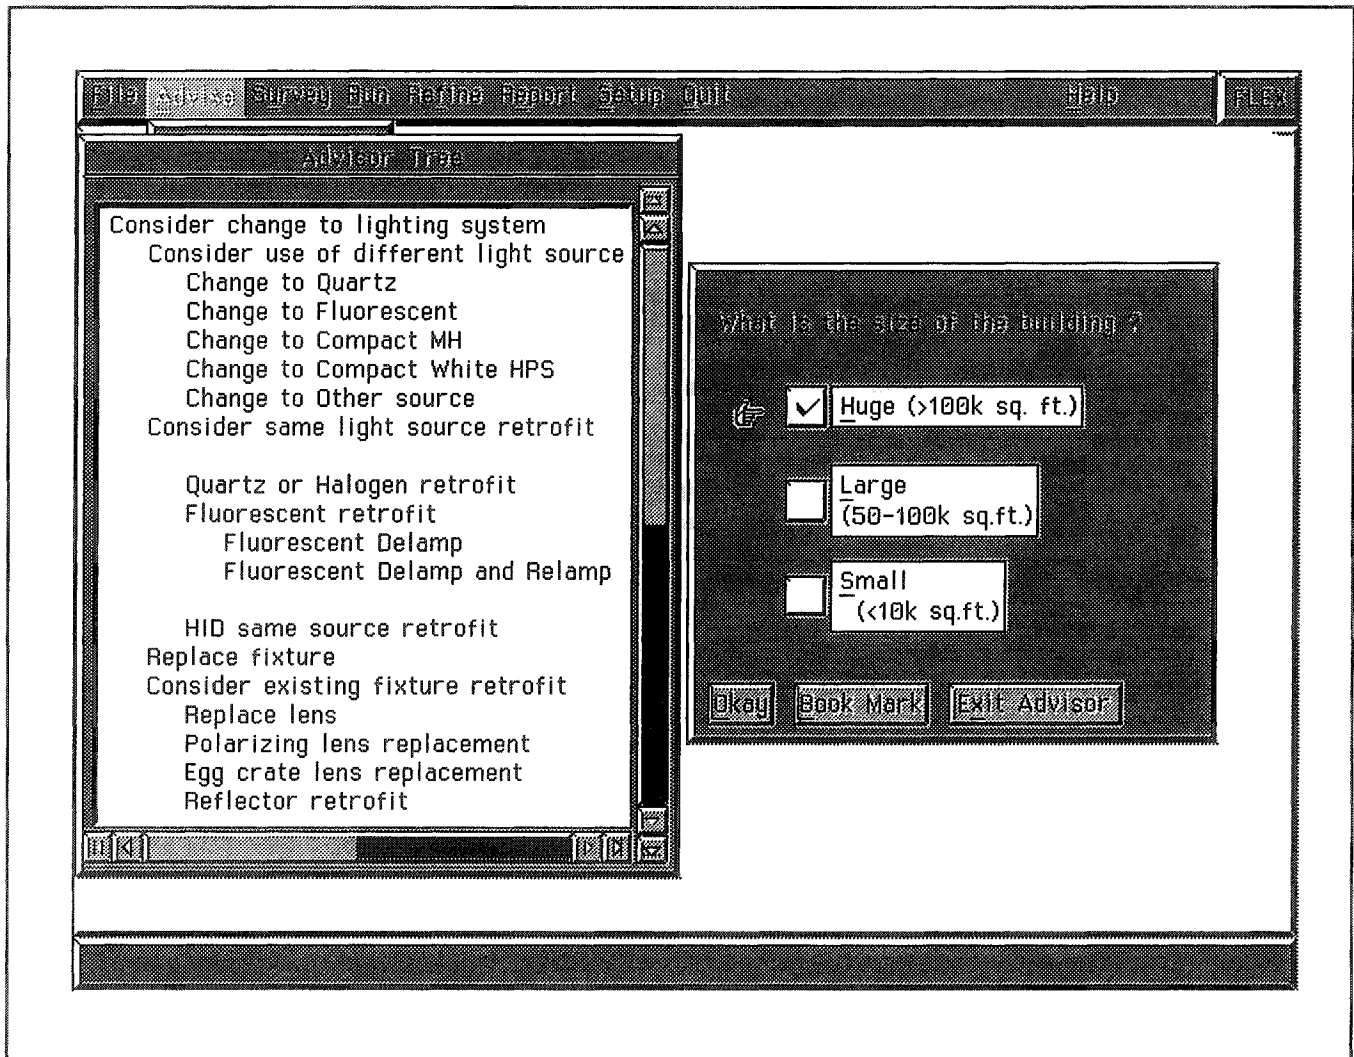 File Advise Survey Run Refine Report Setup Quit Help FLEX
Advisor Tree
Consider change to lighting system
Consider use of different light source
Change to Quartz
Change to Fluorescent
Change to Compact MH
Change to Compact White HPS
Change to Other source
Consider same light source retrofit
Quartz or Halogen retrofit
Fluorescent retrofit
Fluorescent Delamp
Fluorescent Delamp and Relamp
HID same source retrofit
Replace fixture
Consider existing fixture retrofit
Replace lens
Polarizing lens replacement
Egg crate lens replacement
Reflector retrofit
What is the size of the building ?
Huge (>100k sq. ft.)
Large
(50-100k sq.ft.)
Small
(<10k sq.ft.)
Okay Book Mark Exit Advisor